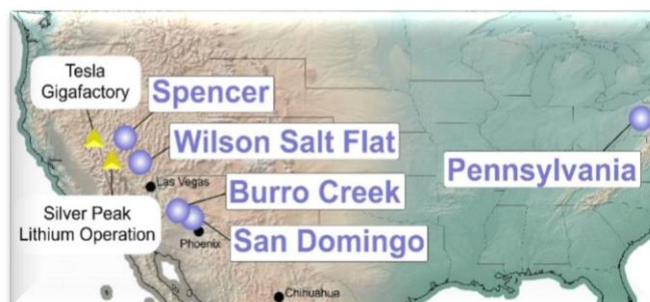 Tesla
Gigafactory
Spencer
Wilson Salt Flat
Pennsylvania
Las Vegas
Burro Creek
Silver Peak
Lithium Operation
Phoenix
San Domingo
Chihuahua